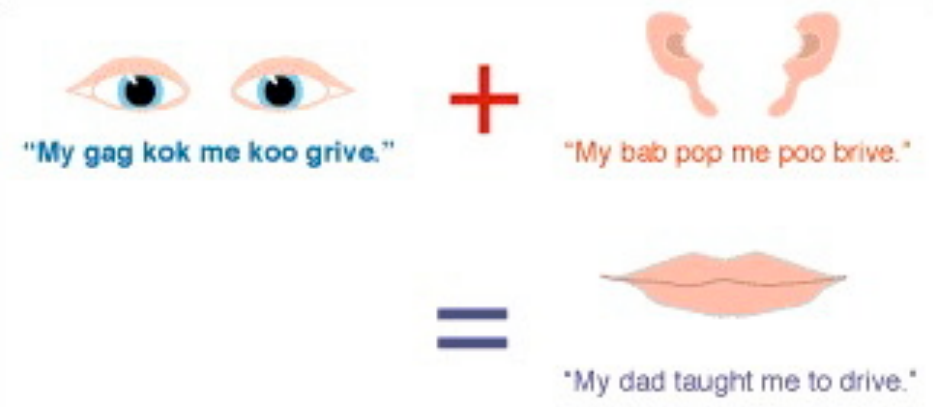 “My gag kok me koo grive.”
"My bab pop me poo brive."
"My dad taught me to drive."